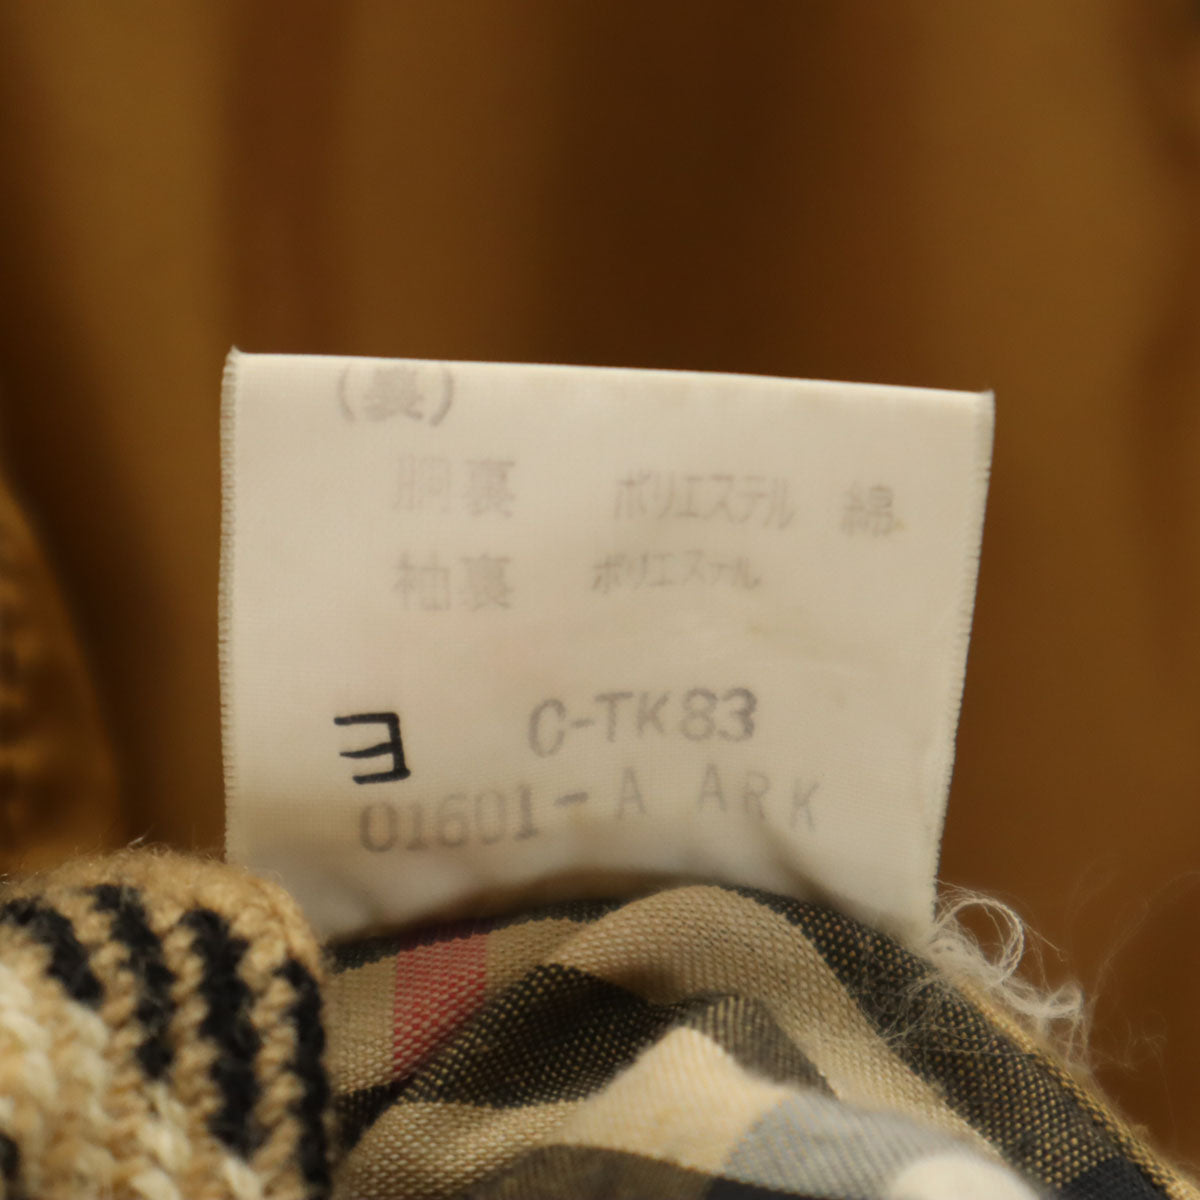 (裏)
胴裏 ポリエステル 綿
袖裏 ポリエステル
ヨ C-TK83
01601-A ARK